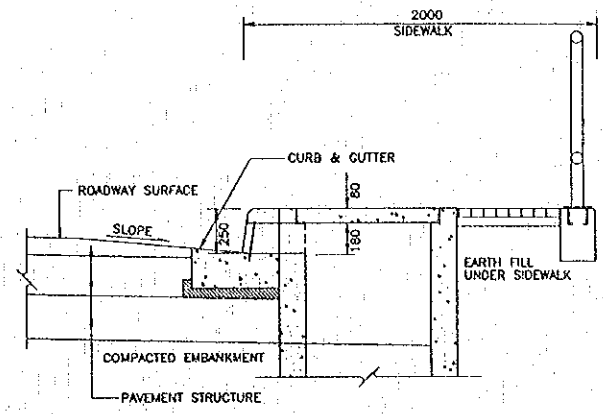 2000
SIDEWALK
CURB & GUTTER
ROADWAY SURFACE
SLOPE
250
80
180
EARTH FILL
UNDER SIDEWALK
COMPACTED EMBANKMENT
PAVEMENT STRUCTURE